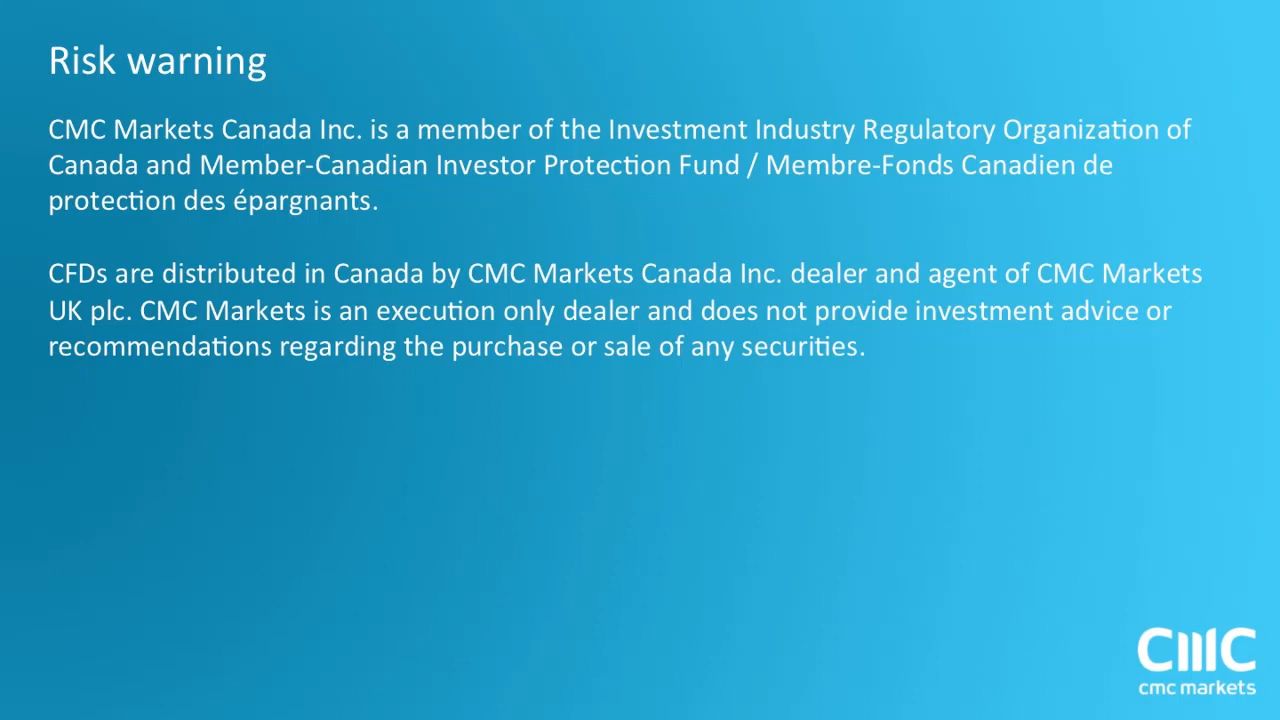 Risk warning
CMC Markets Canada Inc. is a member of the Investment Industry Regulatory Organization of
Canada and Member-Canadian Investor Protection Fund / Membre-Fonds Canadien de
protection des épargnants.
CFDs are distributed in Canada by CMC Markets Canada Inc. dealer and agent of CMC Markets
UK plc. CMC Markets is an execution only dealer and does not provide investment advice or
recommendations regarding the purchase or sale of any securities.
CMC
cmc markets